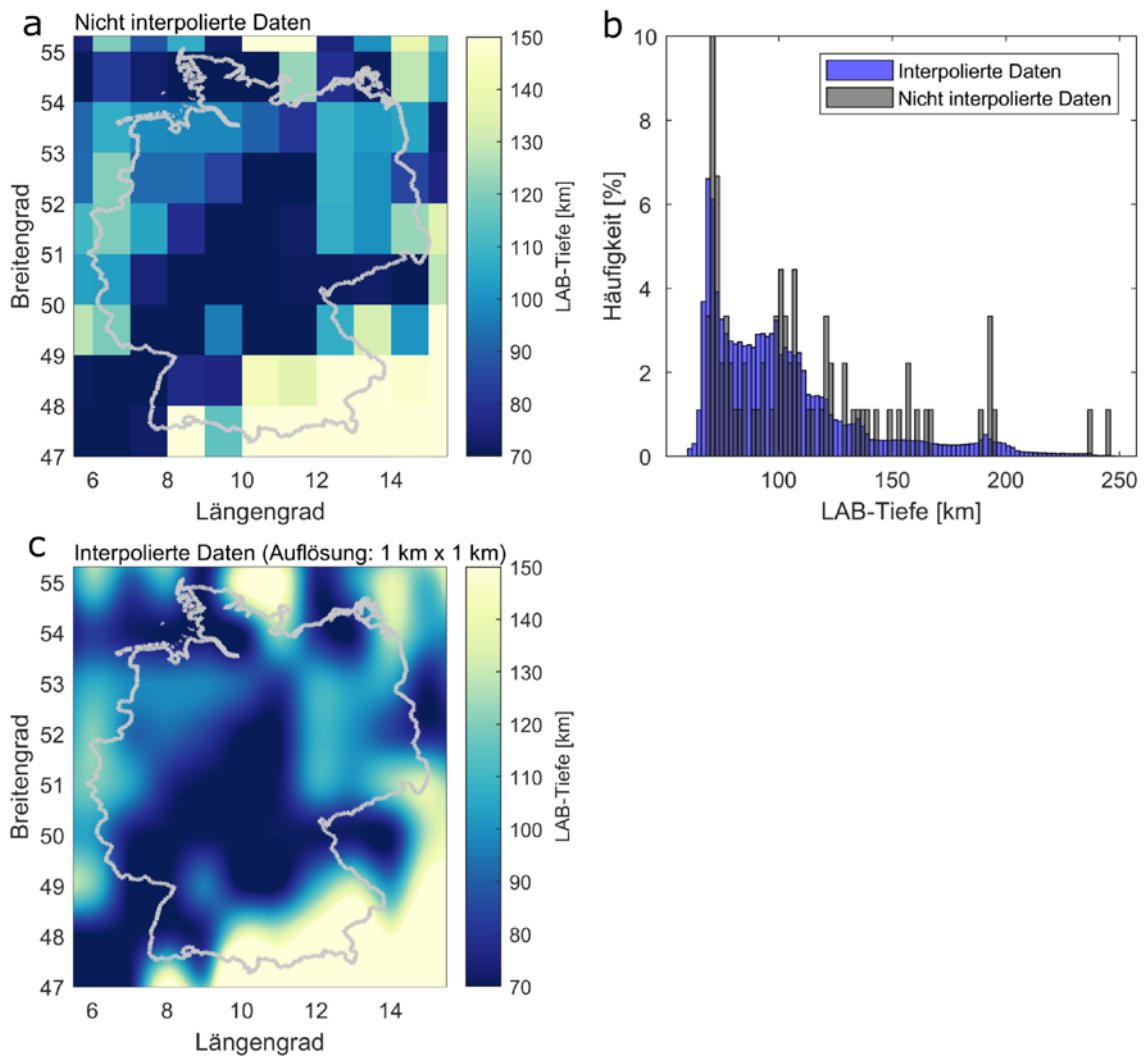 a
Nicht interpolierte Daten
55
54
53
52
51
50
49
48
47
Breitengrad
6 8 10 12 14
Längengrad
150
140
130
120
110
100
90
80
70
LAB-Tiefe [km]
b
10
8
6
4
2
0
Häufigkeit [%]
Interpolierte Daten
Nicht interpolierte Daten
100 150 200 250
LAB-Tiefe [km]
c
Interpolierte Daten (Auflösung: 1 km x 1 km)
55
54
53
52
51
50
49
48
47
Breitengrad
6 8 10 12 14
Längengrad
150
140
130
120
110
100
90
80
70
LAB-Tiefe [km]